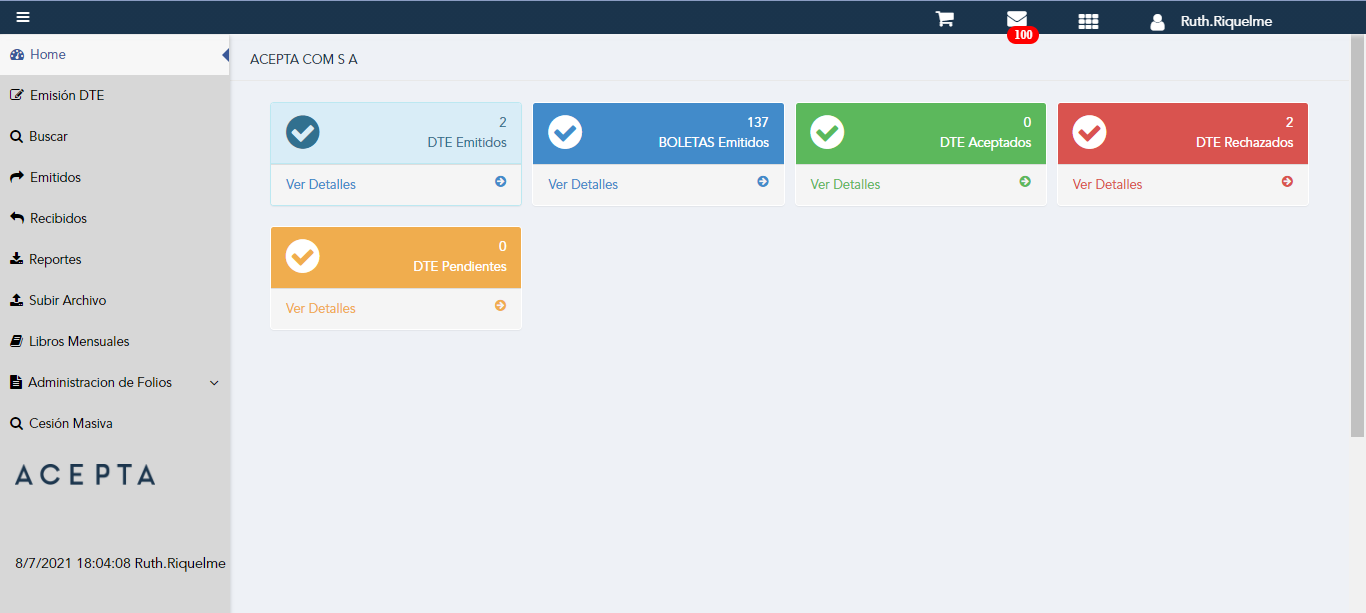 100
Ruth.Riquelme
Home
Emisión DTE
Buscar
Emitidos
Recibidos
Reportes
Subir Archivo
Libros Mensuales
Administracion de Folios
Cesión Masiva
ACEPTA
8/7/2021 18:04:08 Ruth.Riquelme
ACEPTA COM S A
2
DTE Emitidos
Ver Detalles
137
BOLETAS Emitidos
Ver Detalles
0
DTE Aceptados
Ver Detalles
2
DTE Rechazados
Ver Detalles
0
DTE Pendientes
Ver Detalles